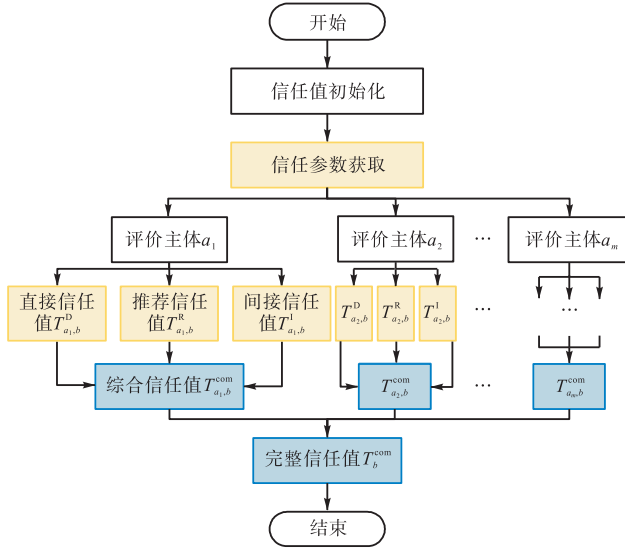 开始
信任值初始化
信任参数获取
评价主体a₁
评价主体a₂
…
评价主体aₘ
直接信任
值T^D_{a₁,b}
推荐信任
值T^R_{a₁,b}
间接信任
值T^I_{a₁,b}
T^D_{a₂,b}
T^R_{a₂,b}
T^I_{a₂,b}
…
…
综合信任值T^com_{a₁,b}
T^com_{a₂,b}
…
T^com_{aₘ,b}
完整信任值T^com_b
结束